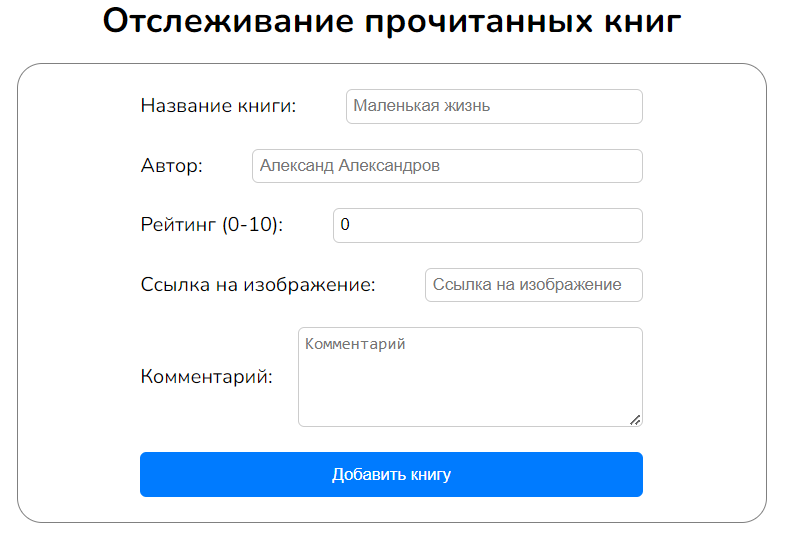 Отслеживание прочитанных книг
Название книги: Маленькая жизнь
Автор: Александ Александров
Рейтинг (0-10): 0
Ссылка на изображение: Ссылка на изображение
Комментарий
Комментарий:
Добавить книгу